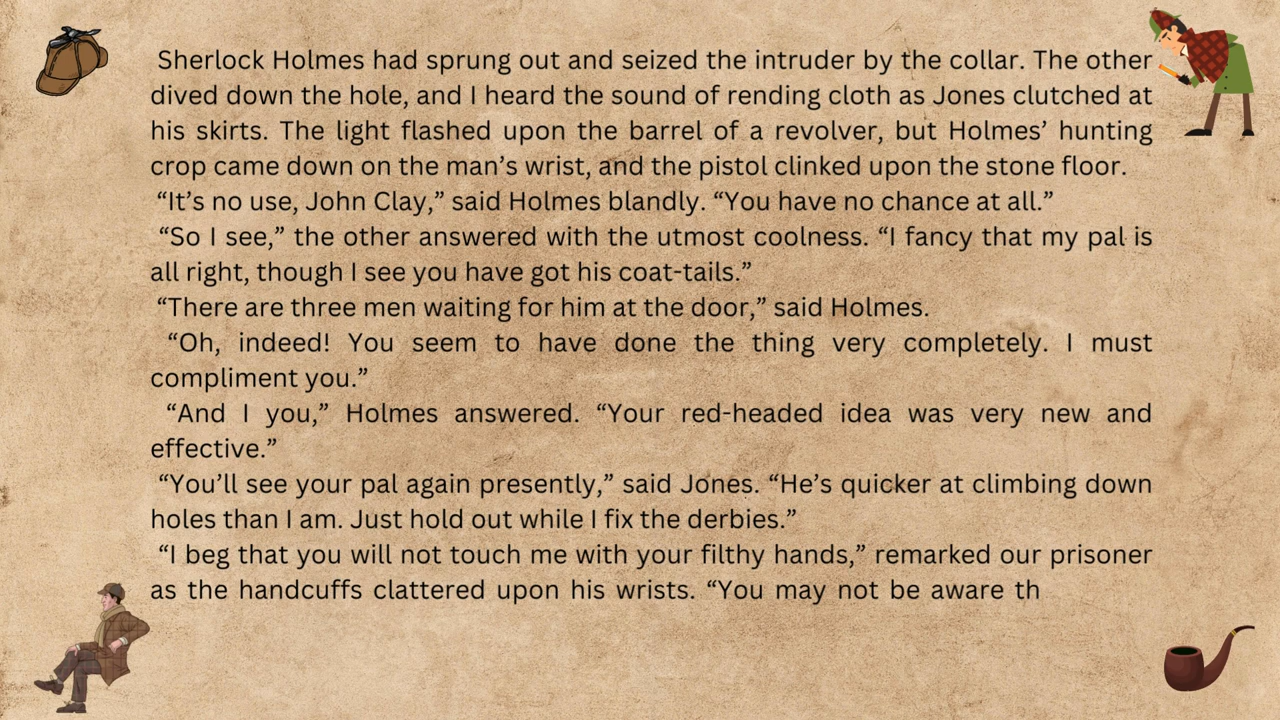 Sherlock Holmes had sprung out and seized the intruder by the collar. The other
dived down the hole, and I heard the sound of rending cloth as Jones clutched at
his skirts. The light flashed upon the barrel of a revolver, but Holmes’ hunting
crop came down on the man’s wrist, and the pistol clinked upon the stone floor.
“It’s no use, John Clay,” said Holmes blandly. “You have no chance at all.”
“So I see,” the other answered with the utmost coolness. “I fancy that my pal is
all right, though I see you have got his coat-tails.”
“There are three men waiting for him at the door,” said Holmes.
“Oh, indeed! You seem to have done the thing very completely. I must
compliment you.”
“And I you,” Holmes answered. “Your red-headed idea was very new and
effective.”
“You’ll see your pal again presently,” said Jones. “He’s quicker at climbing down
holes than I am. Just hold out while I fix the derbies.”
“I beg that you will not touch me with your filthy hands,” remarked our prisoner
as the handcuffs clattered upon his wrists. “You may not be aware th